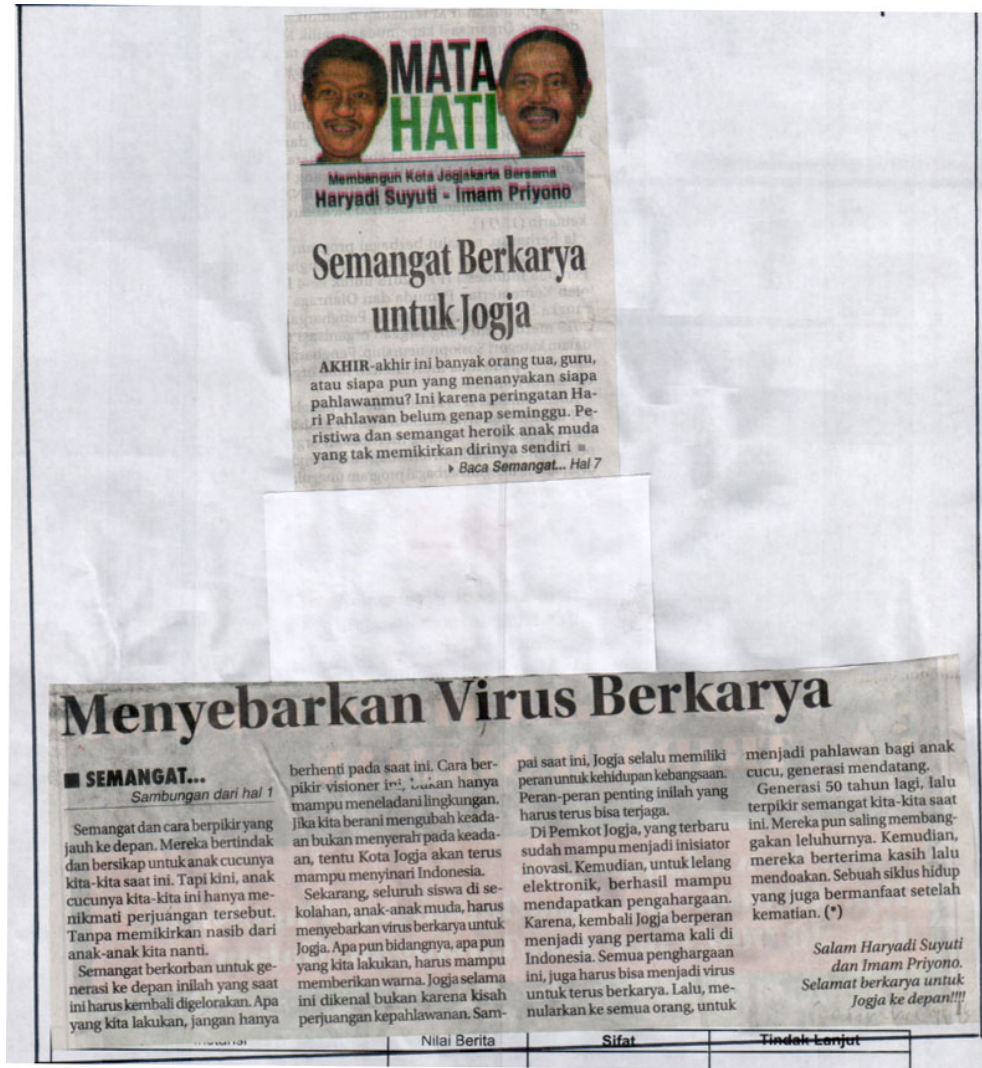 MATA
HATI
Membangun Kota Jogjakarta Bersama
Haryadi Suyuti - Imam Priyono
Semangat Berkarya
untuk Jogja
AKHIR-akhir ini banyak orang tua, guru,
atau siapa pun yang menanyakan siapa
pahlawanmu? Ini karena peringatan Ha-
ri Pahlawan belum genap seminggu. Pe-
ristiwa dan semangat heroik anak muda
yang tak memikirkan dirinya sendiri
Baca Semangat... Hal 7
Menyebarkan Virus Berkarya
SEMANGAT...
Sambungan dari hal 1
Semangat dan cara berpikir yang
jauh ke depan. Mereka bertindak
dan bersikap untuk anak cucunya
kita-kita saat ini. Tapi kini, anak
cucunya kita-kita ini hanya me-
nikmati perjuangan tersebut.
Tanpa memikirkan nasib dari
anak-anak kita nanti.
Semangat berkorban untuk ge-
nerasi ke depan inilah yang saat
ini harus kembali digelorakan. Apa
yang kita lakukan, jangan hanya
berhenti pada saat ini. Cara ber-
pikir visioner ini, bukan hanya
mampu meneladani lingkungan.
Jika kita berani mengubah keada-
an bukan menyerah pada keada-
an, tentu Kota Jogja akan terus
mampu menyinari Indonesia.
Sekarang, seluruh siswa di se-
kolahan, anak-anak muda, harus
menyebarkan virus berkarya untuk
Jogja. Apa pun bidangnya, apa pun
yang kita lakukan, harus mampu
memberikan warna. Jogja selama
ini dikenal bukan karena kisah
perjuangan kepahlawanan. Sam-
pai saat ini, Jogja selalu memiliki
peran untuk kehidupan kebangsaan.
Peran-peran penting inilah yang
harus terus bisa terjaga.
Di Pemkot Jogja, yang terbaru
sudah mampu menjadi inisiator
inovasi. Kemudian, untuk lelang
elektronik, berhasil mampu
mendapatkan pengahargaan.
Karena, kembali Jogja berperan
menjadi yang pertama kali di
Indonesia. Semua penghargaan
ini, juga harus bisa menjadi virus
untuk terus berkarya. Lalu, me-
nularkan ke semua orang, untuk
menjadi pahlawan bagi anak
cucu, generasi mendatang.
Generasi 50 tahun lagi, lalu
terpikir semangat kita-kita saat
ini. Mereka pun saling membang-
gakan leluhurnya. Kemudian,
mereka berterima kasih lalu
mendoakan. Sebuah siklus hidup
yang juga bermanfaat setelah
kematian. (*)
Salam Haryadi Suyuti
dan Imam Priyono.
Selamat berkarya untuk
Jogja ke depan!!!!
Nilai Berita
Sifat
Tindak Lanjut